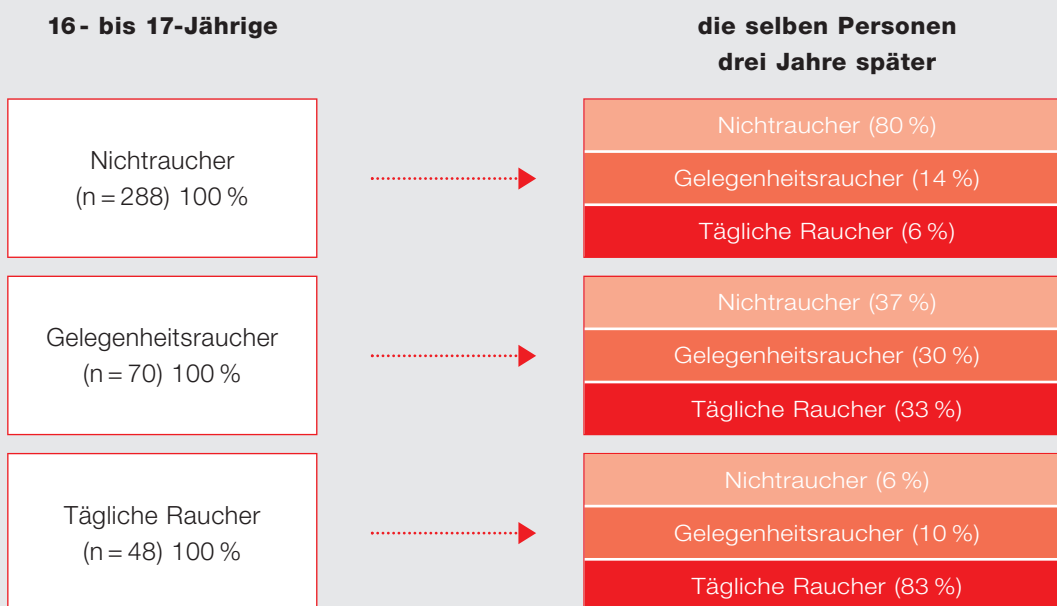 16- bis 17-Jährige
die selben Personen
drei Jahre später
Nichtraucher
(n = 288) 100 %
Nichtraucher (80 %)
Gelegenheitsraucher (14 %)
Tägliche Raucher (6 %)
Gelegenheitsraucher
(n = 70) 100 %
Nichtraucher (37 %)
Gelegenheitsraucher (30 %)
Tägliche Raucher (33 %)
Tägliche Raucher
(n = 48) 100 %
Nichtraucher (6 %)
Gelegenheitsraucher (10 %)
Tägliche Raucher (83 %)